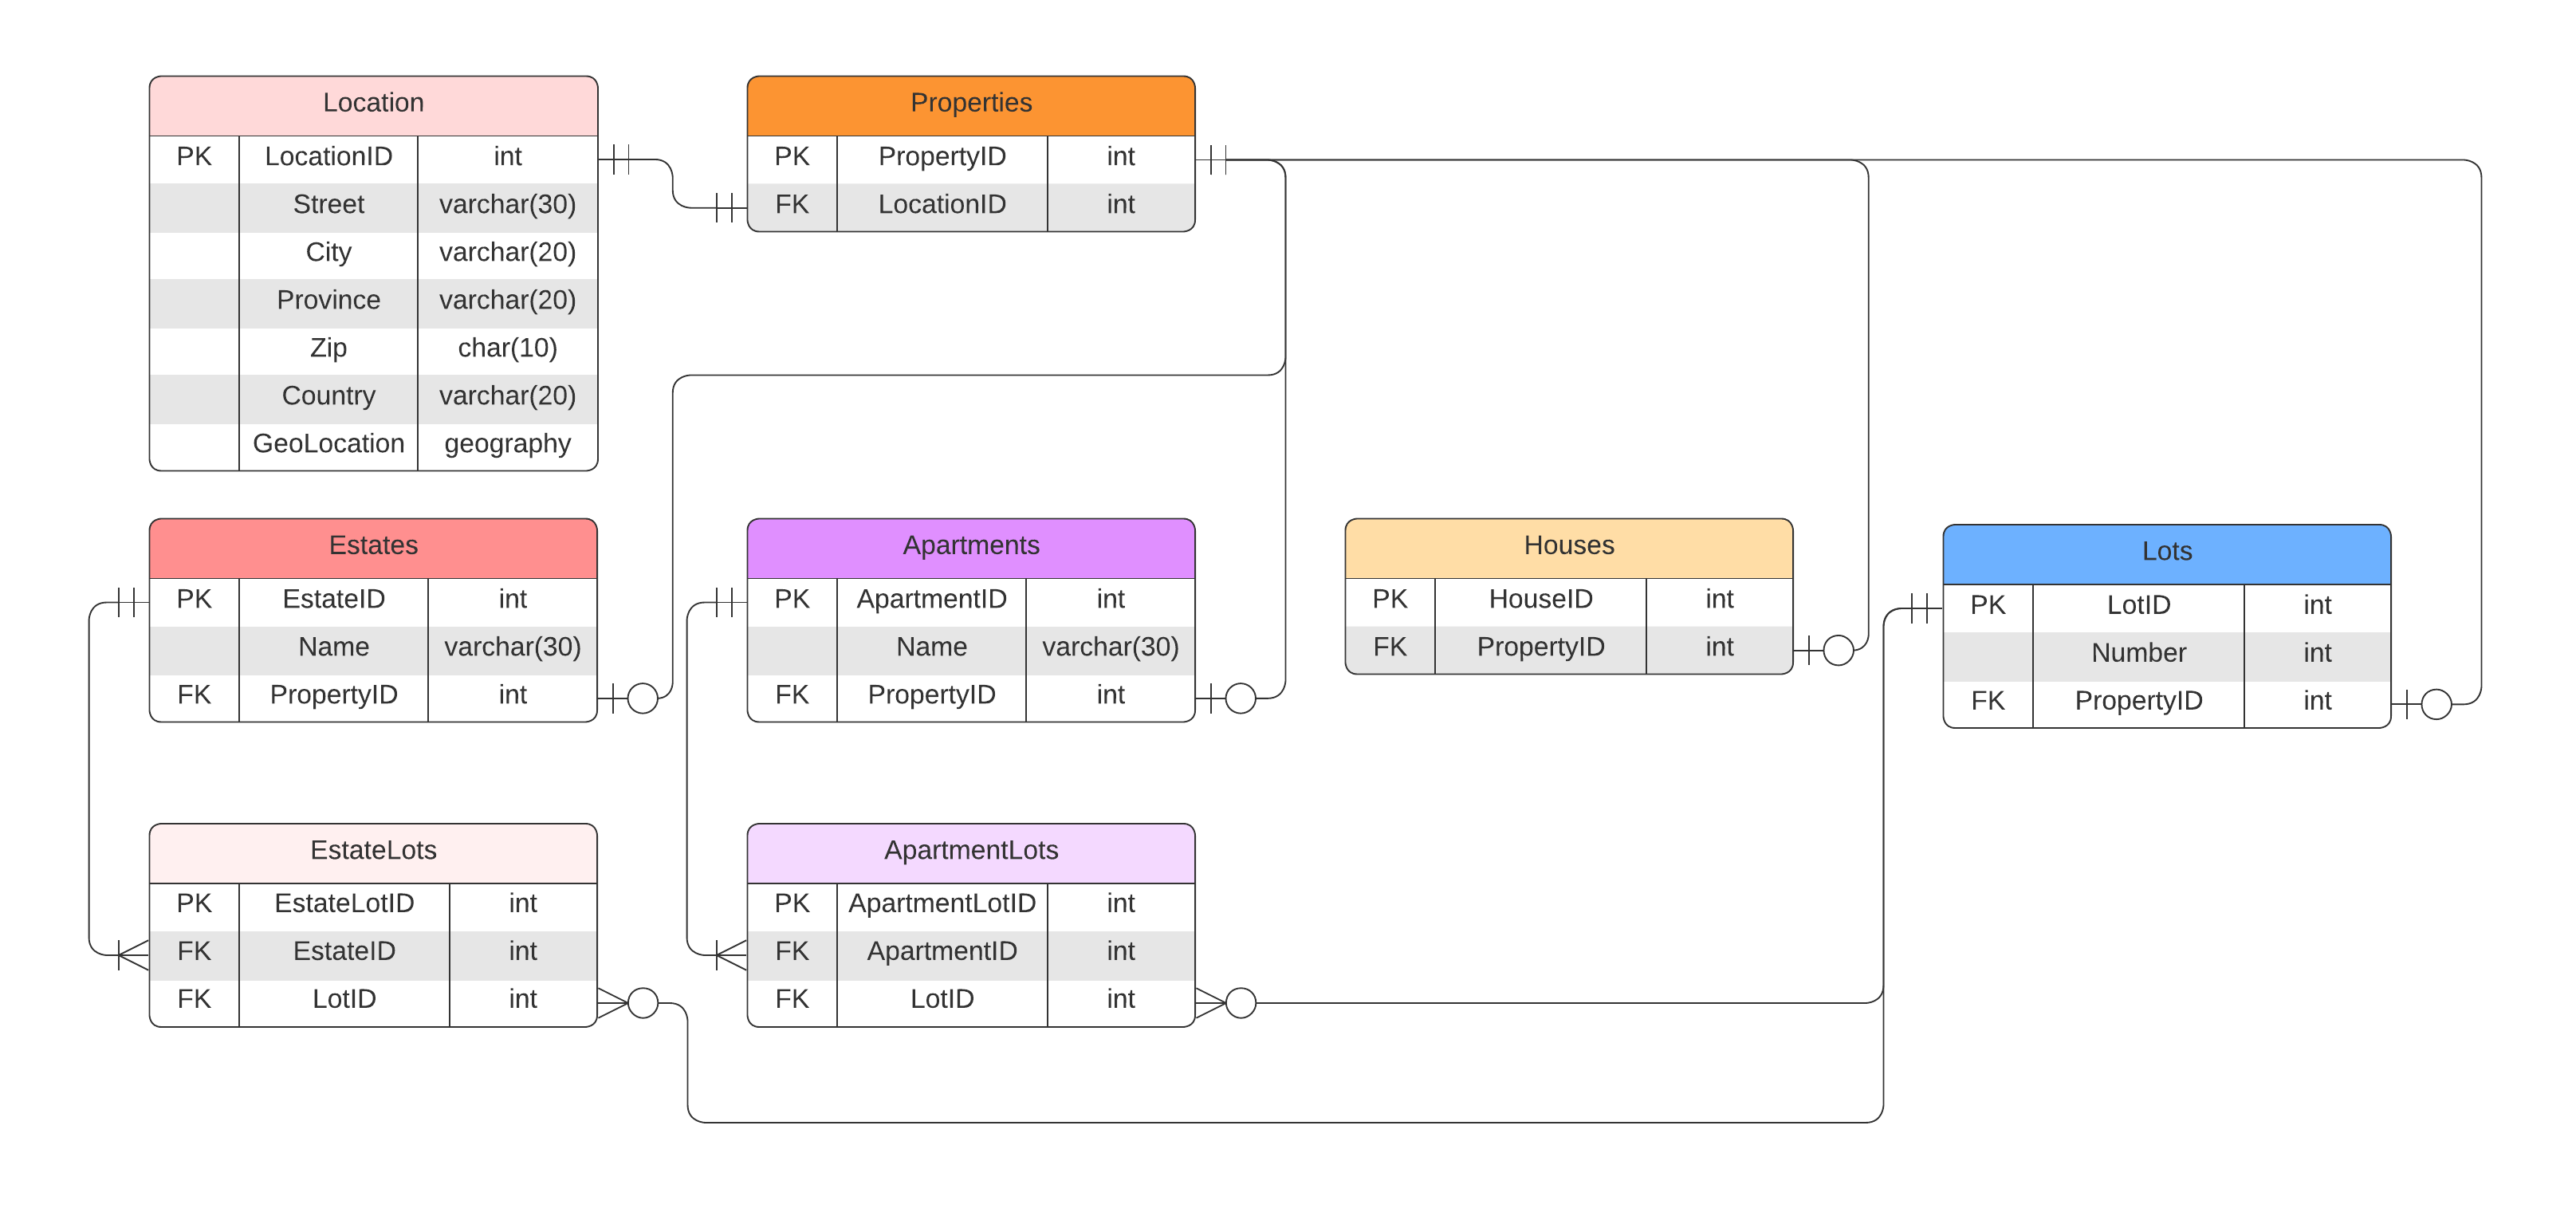 Location
PK LocationID int
Street varchar(30)
City varchar(20)
Province varchar(20)
Zip char(10)
Country varchar(20)
GeoLocation geography
Properties
PK PropertyID int
FK LocationID int
Estates
PK EstateID int
Name varchar(30)
FK PropertyID int
Apartments
PK ApartmentID int
Name varchar(30)
FK PropertyID int
Houses
PK HouseID int
FK PropertyID int
Lots
PK LotID int
Number int
FK PropertyID int
EstateLots
PK EstateLotID int
FK EstateID int
FK LotID int
ApartmentLots
PK ApartmentLotID int
FK ApartmentID int
FK LotID int